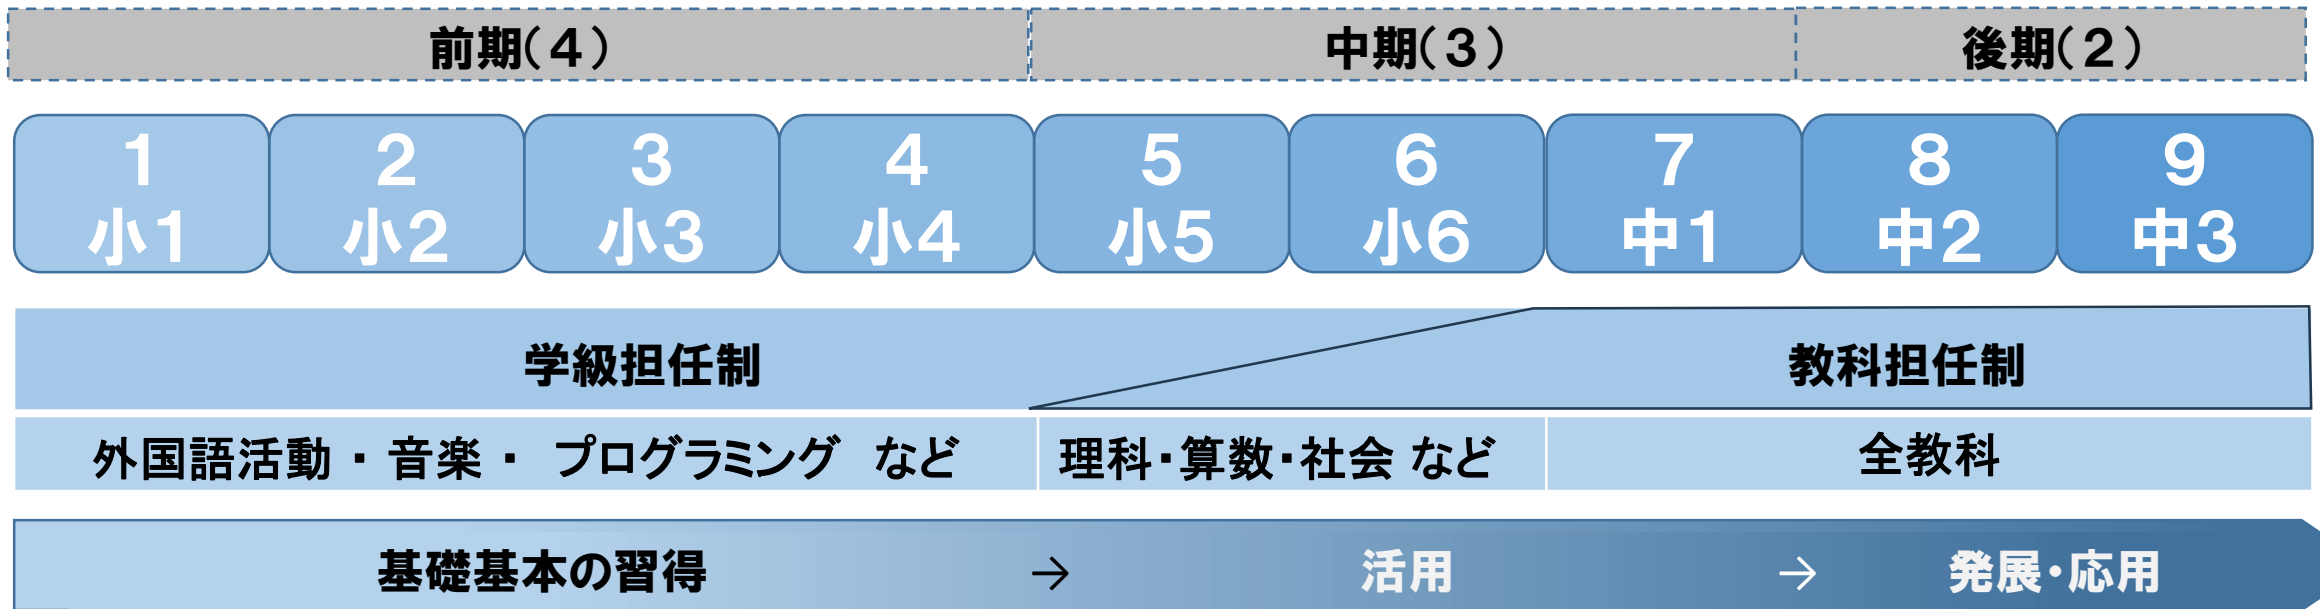 前期(４) 中期(３) 後期(２)
1 2 3 4 5 6 7 8 9
小1 小2 小3 小4 小5 小6 中1 中2 中3
学級担任制 教科担任制
外国語活動 ・ 音楽 ・ プログラミング など 理科・算数・社会 など 全教科
基礎基本の習得 → 活用 → 発展・応用